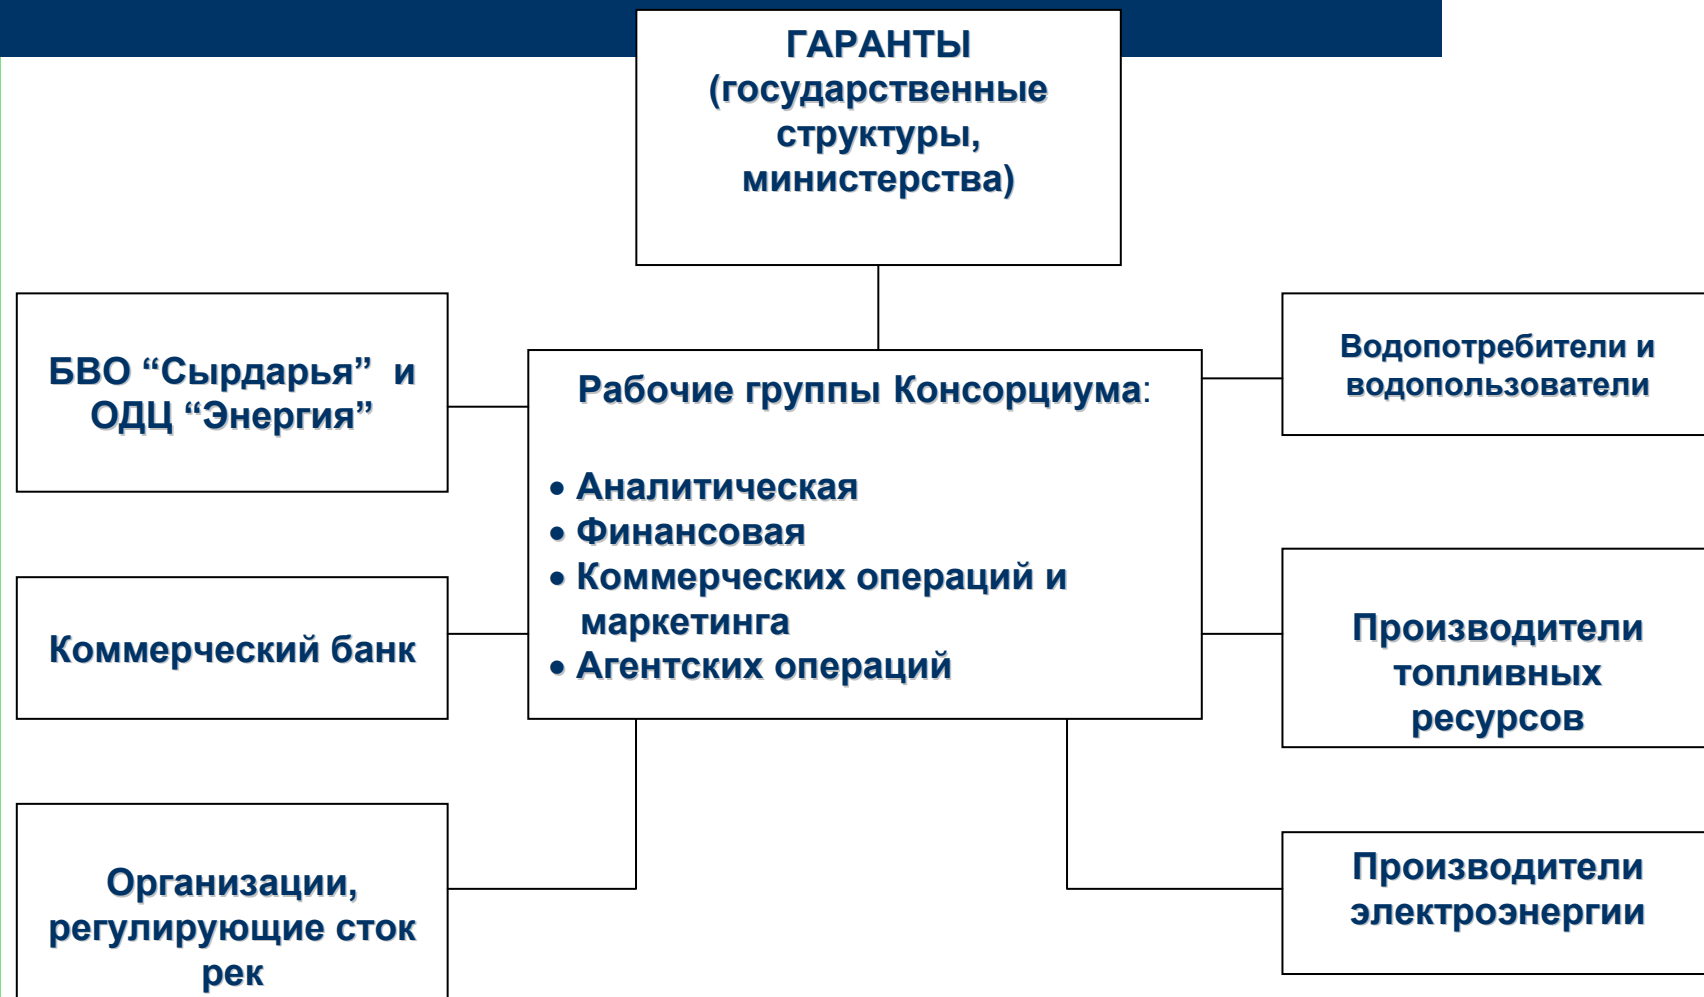 ГАРАНТЫ
(государственные
структуры,
министерства)
БВО “Сырдарья” и
ОДЦ “Энергия”
Коммерческий банк
Организации,
регулирующие сток
рек
Рабочие группы Консорциума:
• Аналитическая
• Финансовая
• Коммерческих операций и
маркетинга
• Агентских операций
Водопотребители и
водопользователи
Производители
топливных
ресурсов
Производители
электроэнергии